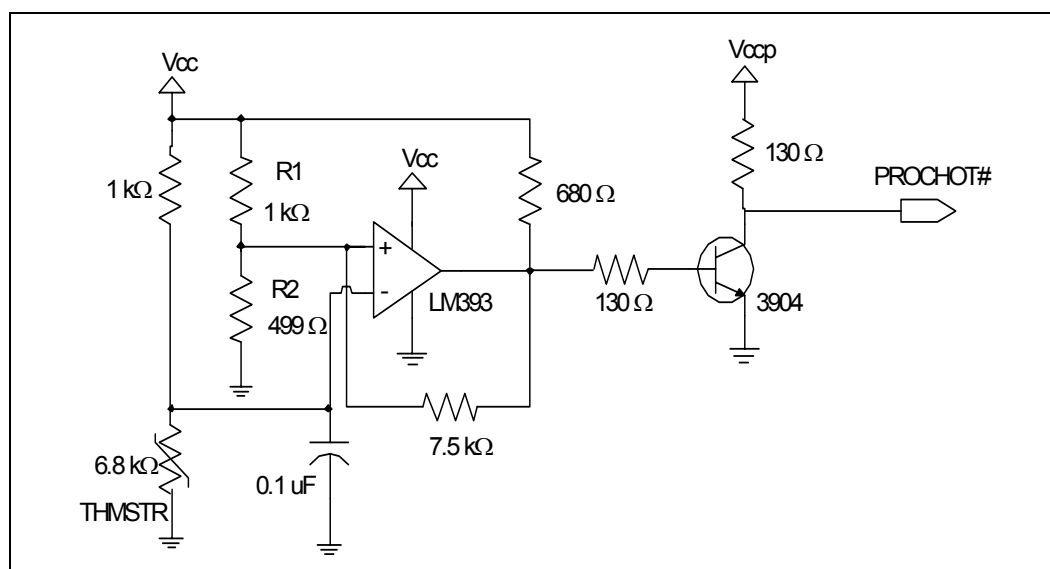 Vcc
Vccp
1 kΩ
R1
1 kΩ
Vcc
680 Ω
130 Ω
PROCHOT#
+
-
LM393
R2
499 Ω
130 Ω
3904
7.5 kΩ
6.8 kΩ
THMSTR
0.1 uF